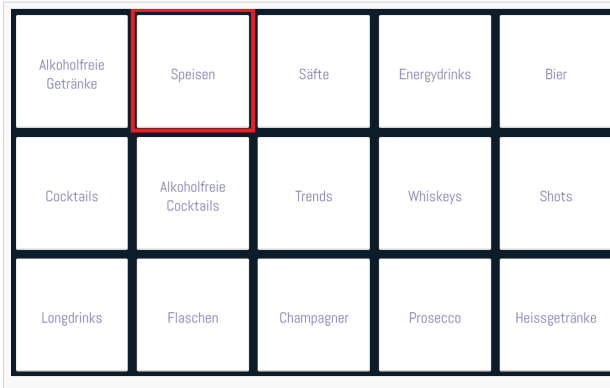 Alkoholfreie
Getränke
Speisen
Säfte
Energydrinks
Bier
Cocktails
Alkoholfreie
Cocktails
Trends
Whiskeys
Shots
Longdrinks
Flaschen
Champagner
Prosecco
Heissgetränke